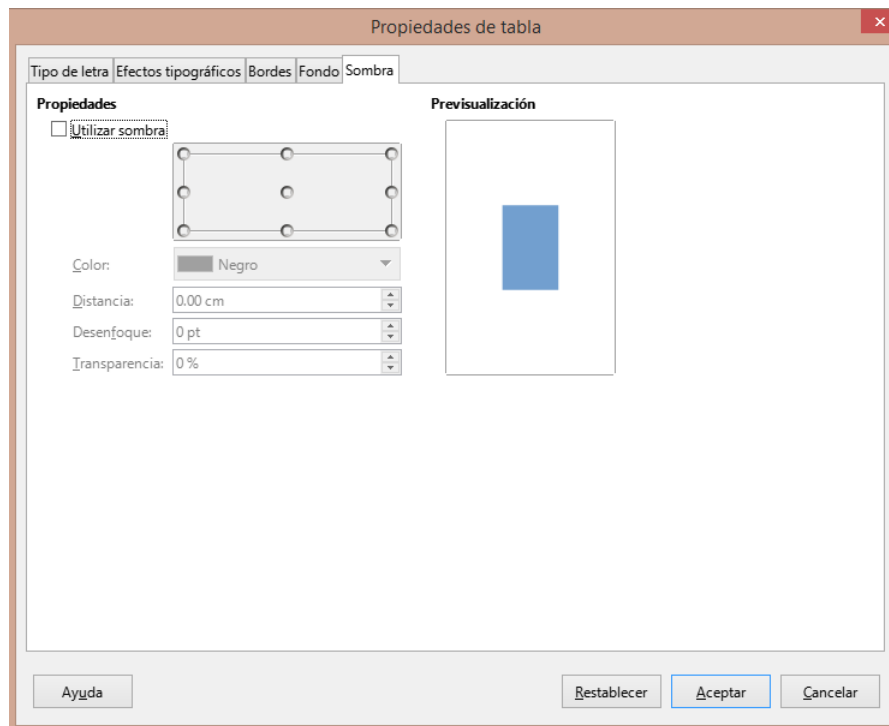 Propiedades de tabla
Tipo de letra Efectos tipográficos Bordes Fondo Sombra
Propiedades
Previsualización
Utilizar sombra
Color: Negro
Distancia: 0.00 cm
Desenfoque: 0 pt
Transparencia: 0 %
Ayuda Restablecer Aceptar Cancelar